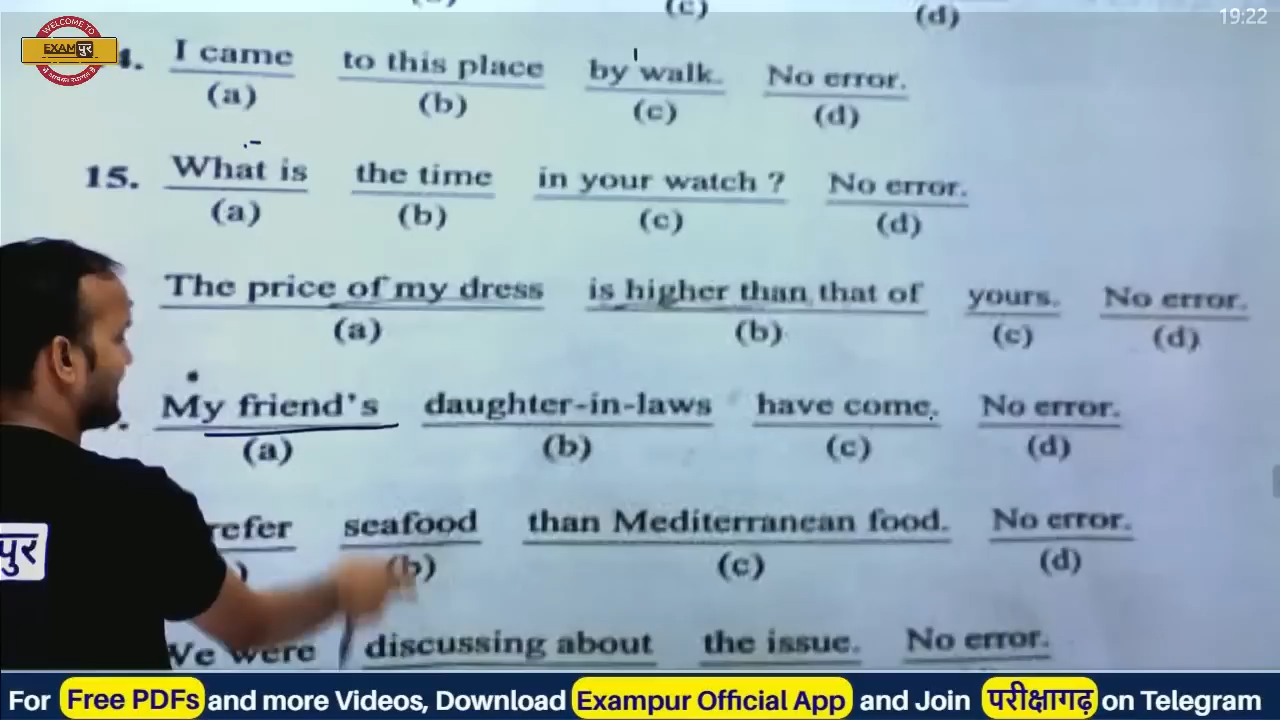 (c) (d) 19:22
WELCOME TO
EXAM पुर
4. I came to this place by walk. No error.
(a) (b) (c) (d)
15. What is the time in your watch ? No error.
(a) (b) (c) (d)
The price of my dress is higher than that of yours. No error.
(a) (b) (c) (d)
My friend's daughter-in-laws have come. No error.
(a) (b) (c) (d)
refer seafood than Mediterranean food. No error.
(b) (c) (d)
पुर
We were discussing about the issue. No error.
For Free PDFs and more Videos, Download Exampur Official App and Join परीक्षागढ़ on Telegram